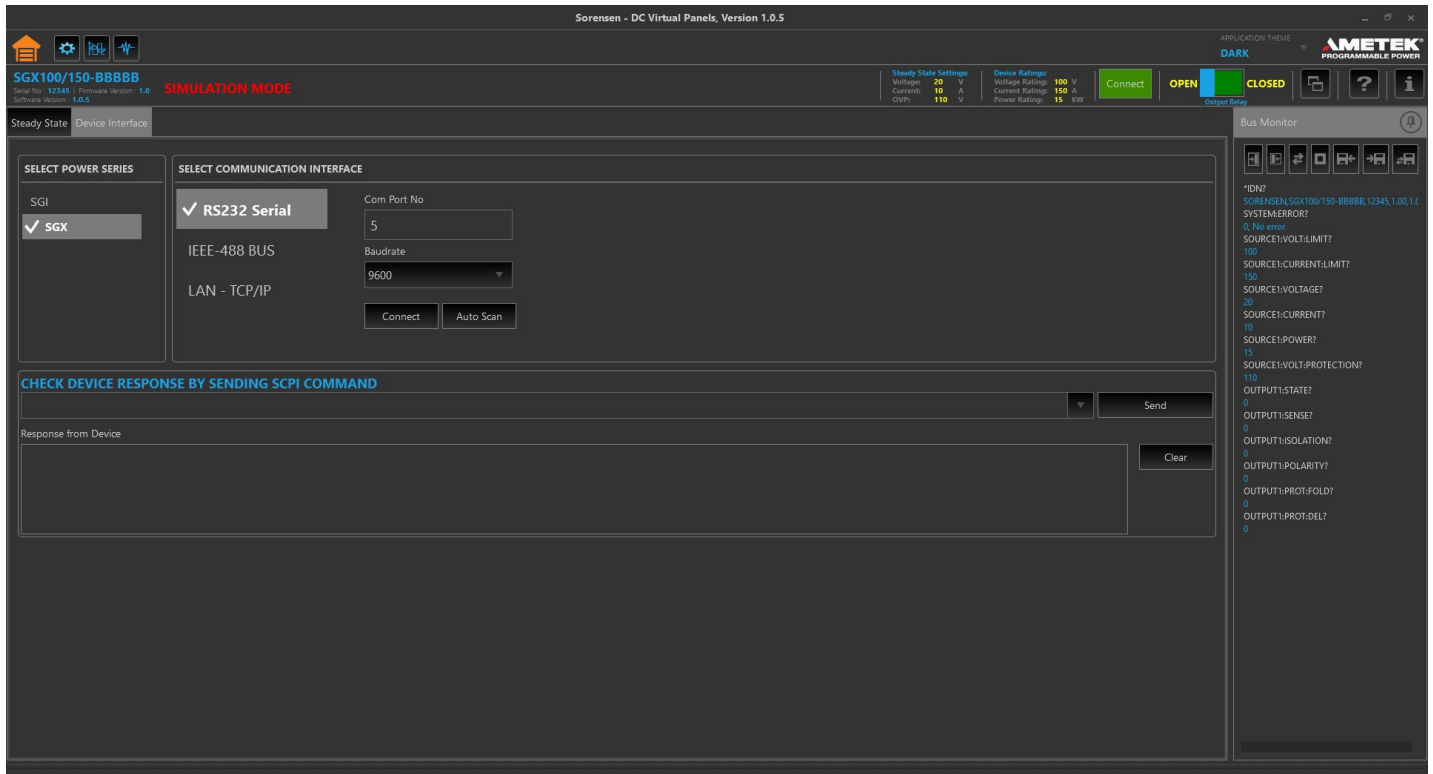 Sorensen - DC Virtual Panels, Version 1.0.5
APPLICATION THEME
DARK
AMETEK®
PROGRAMMABLE POWER
SGX100/150-BBBBB
Serial No : 12345 | Firmware Version : 1.0
Software Version : 1.0.5
SIMULATION MODE
Steady State Settings:
Voltage: 20 V
Current: 10 A
OVP: 110 V
Device Ratings:
Voltage Rating: 100 V
Current Rating: 150 A
Power Rating: 15 KW
Connect
OPEN
CLOSED
Output Relay
?
i
Steady State
Device Interface
SELECT POWER SERIES
SGI
SGX
SELECT COMMUNICATION INTERFACE
RS232 Serial
IEEE-488 BUS
LAN - TCP/IP
Com Port No
5
Baudrate
9600
Connect
Auto Scan
CHECK DEVICE RESPONSE BY SENDING SCPI COMMAND
Send
Response from Device
Clear
Bus Monitor
*IDN?
SORENSEN,SGX100/150-BBBBB,12345,1.00,1.0
SYSTEM:ERROR?
0, No error
SOURCE1:VOLT:LIMIT?
100
SOURCE1:CURRENT:LIMIT?
150
SOURCE1:VOLTAGE?
20
SOURCE1:CURRENT?
10
SOURCE1:POWER?
15
SOURCE1:VOLT:PROTECTION?
110
OUTPUT1:STATE?
0
OUTPUT1:SENSE?
0
OUTPUT1:ISOLATION?
0
OUTPUT1:POLARITY?
0
OUTPUT1:PROT:FOLD?
0
OUTPUT1:PROT:DEL?
0